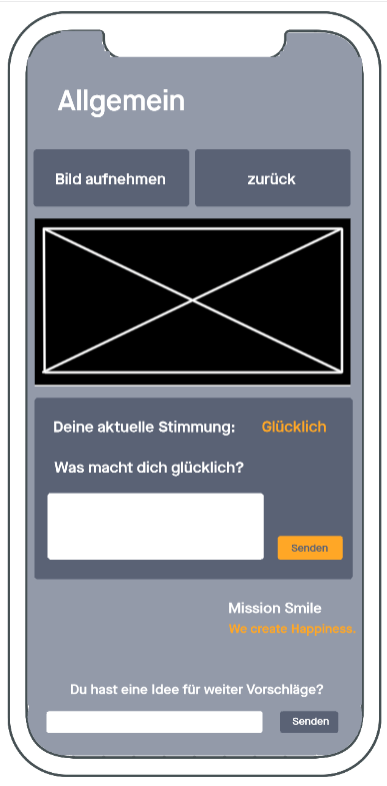 Allgemein
Bild aufnehmen
zurück
Deine aktuelle Stimmung: Glücklich
Was macht dich glücklich?
Senden
Mission Smile
We create Happiness.
Du hast eine Idee für weiter Vorschläge?
Senden